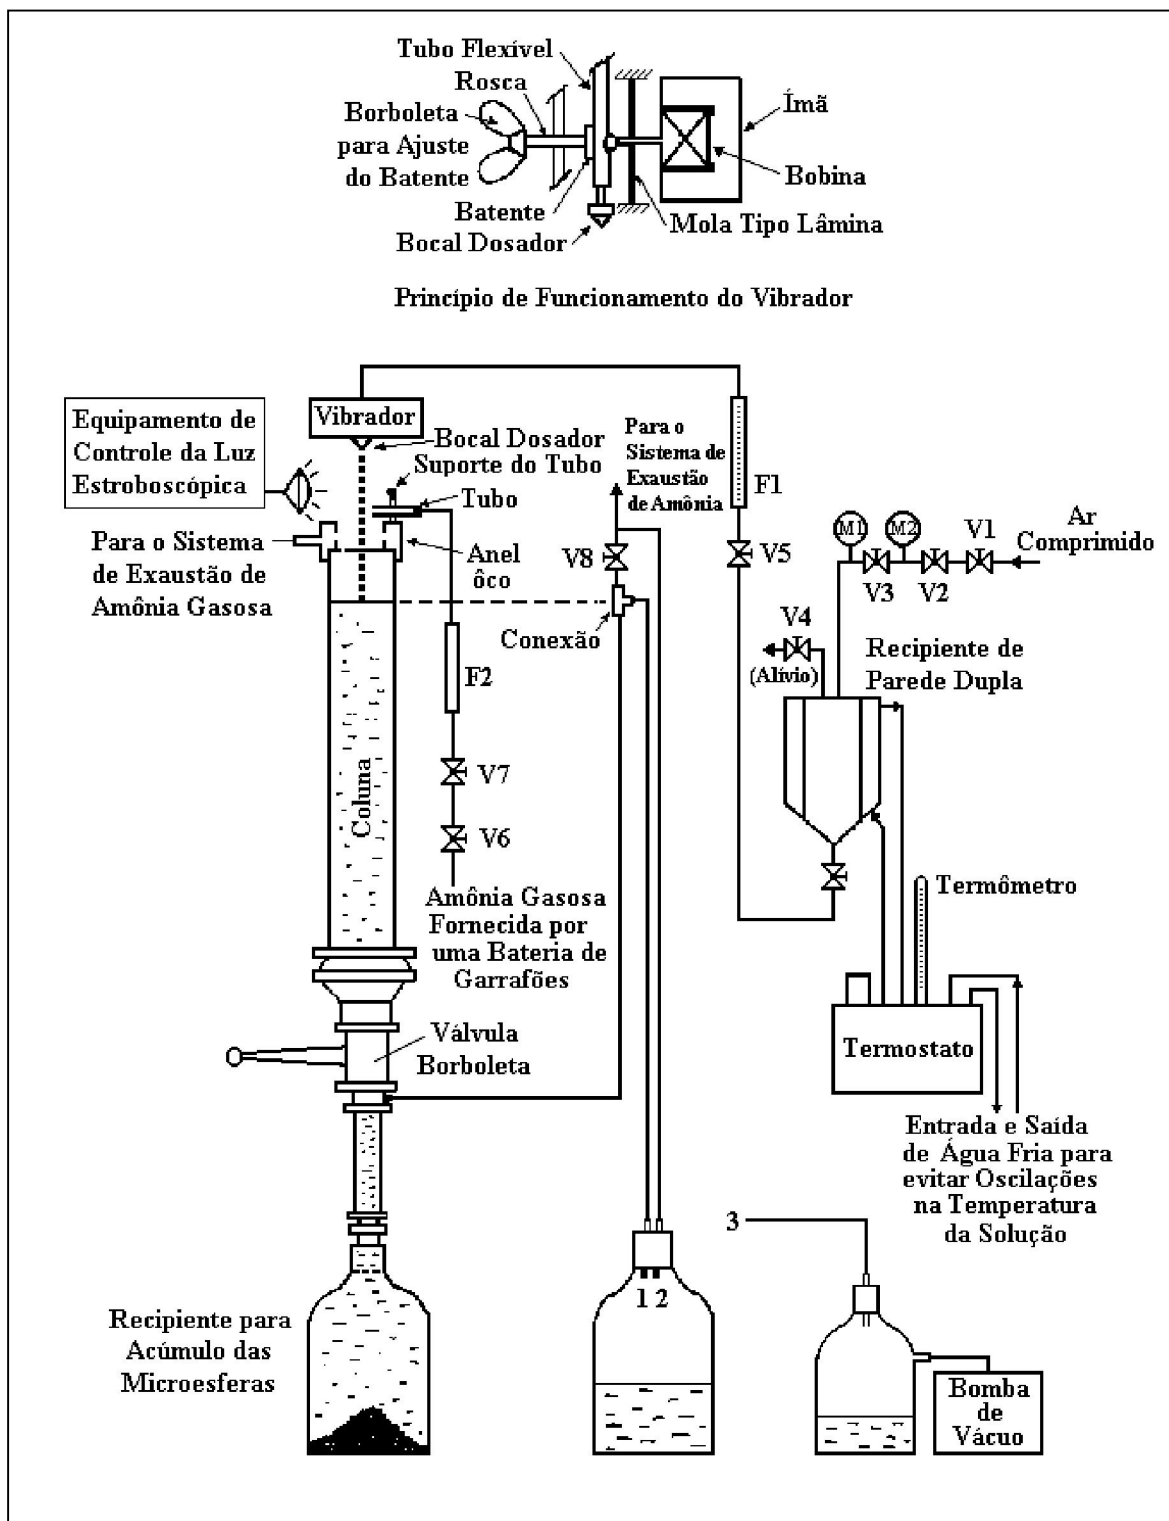 Tubo Flexível
Rosca
Borboleta
para Ajuste
do Batente
Batente
Bocal Dosador
Ímã
Bobina
Mola Tipo Lâmina
Princípio de Funcionamento do Vibrador
Equipamento de
Controle da Luz
Estroboscópica
Vibrador
Bocal Dosador
Suporte do Tubo
Tubo
Para o Sistema
de Exaustão de
Amônia Gasosa
Anel
ôco
Para o
Sistema de
Exaustão
de Amônia
F1
V8
V5
Conexão
M1
M2
V1
Ar
Comprimido
V3
V2
V4
(Alívio)
Recipiente de
Parede Dupla
F2
Coluna
V7
V6
Amônia Gasosa
Fornecida por
uma Bateria de
Garrafões
Termômetro
Válvula
Borboleta
Termostato
Entrada e Saída
de Água Fria para
evitar Oscilações
na Temperatura
da Solução
3
1 2
Recipiente para
Acúmulo das
Microesferas
Bomba
de
Vácuo